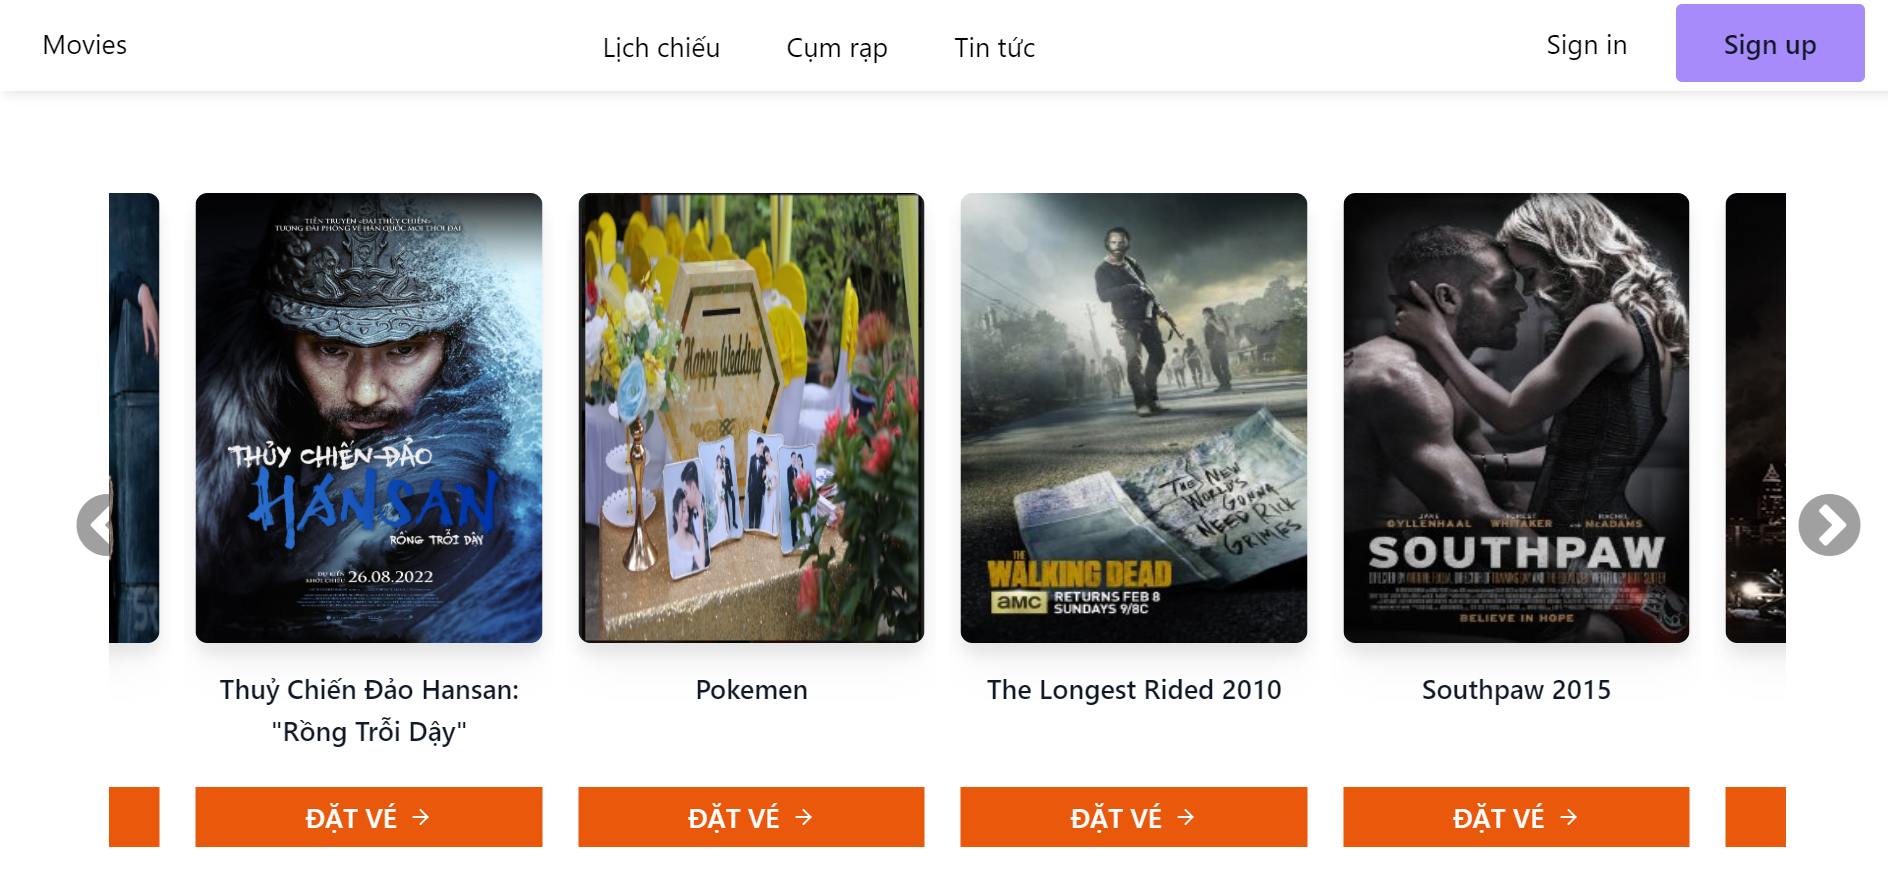 Movies
Lịch chiếu
Cụm rạp
Tin tức
Sign in
Sign up
TIỀN TRUYỆN «ĐẠI THỦY CHIẾN»
TƯỢNG ĐÀI PHÒNG VỆ HÀN QUỐC MỌI THỜI ĐẠI
THỦY CHIẾN ĐẢO
HANSAN
RỒNG TRỖI DẬY
DỰ KIẾN
KHỞI CHIẾU 26.08.2022
Happy Wedding
THE NEW
WORLD'S
GONNA
NEED RICK
GRIMES
THE
WALKING DEAD
amc RETURNS FEB 8
SUNDAYS 9/8C
JAKE GYLLENHAAL FOREST WHITAKER AND RACHEL McADAMS
SOUTHPAW
BELIEVE IN HOPE
Thuỷ Chiến Đảo Hansan:
"Rồng Trỗi Dậy"
Pokemen
The Longest Rided 2010
Southpaw 2015
ĐẶT VÉ →
ĐẶT VÉ →
ĐẶT VÉ →
ĐẶT VÉ →